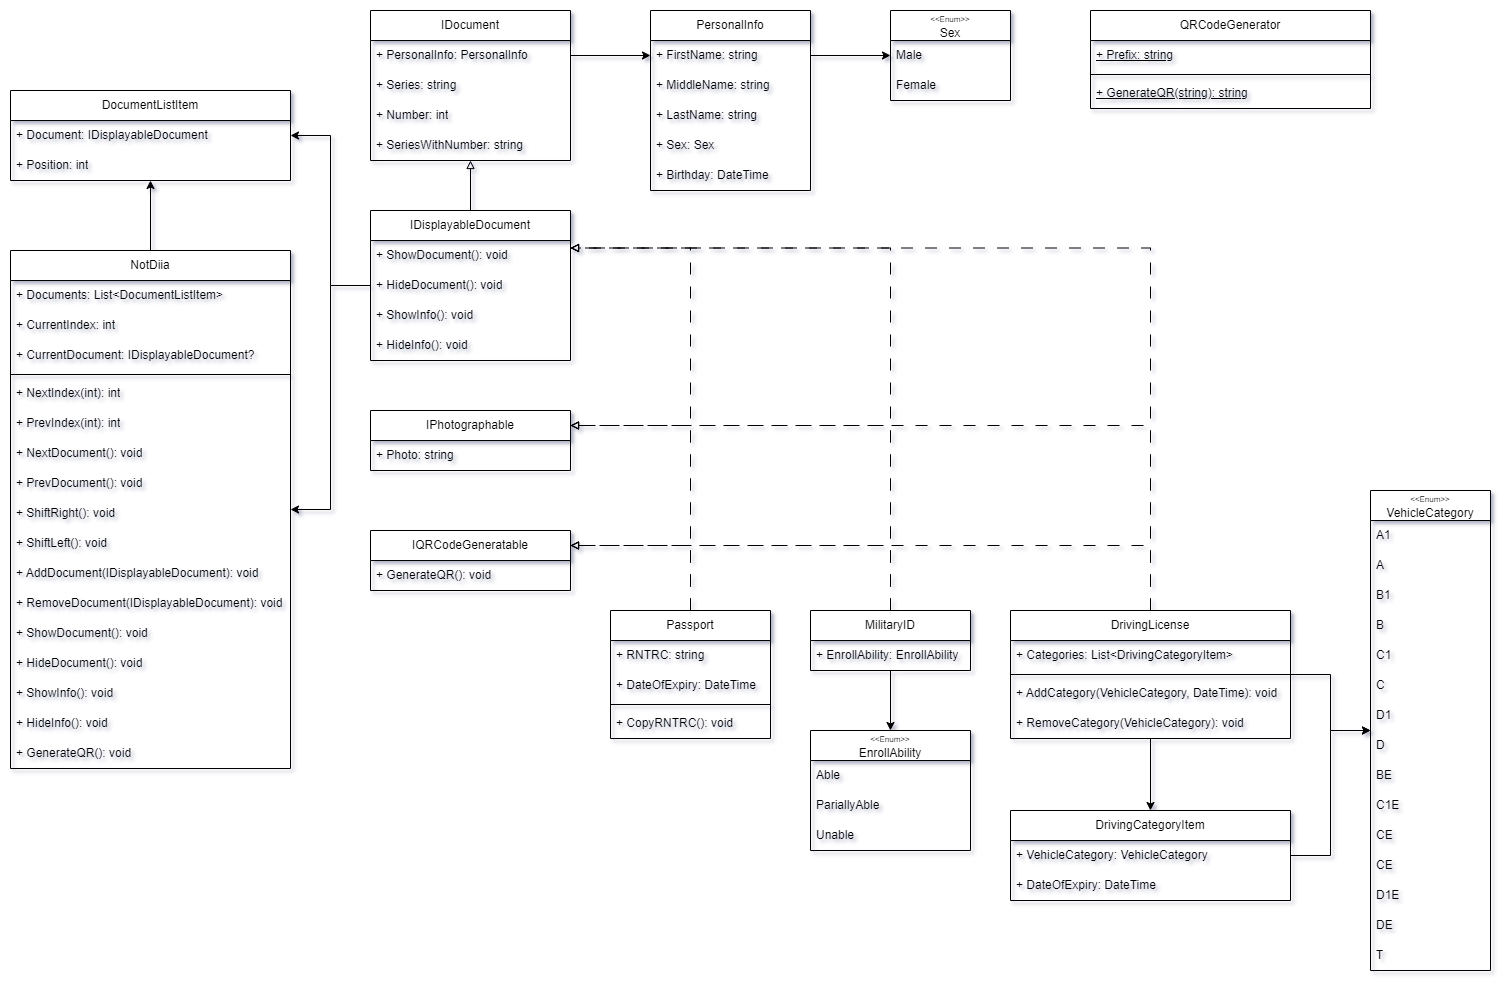 IDocument
+ PersonalInfo: PersonalInfo
+ Series: string
+ Number: int
+ SeriesWithNumber: string
PersonalInfo
+ FirstName: string
+ MiddleName: string
+ LastName: string
+ Sex: Sex
+ Birthday: DateTime
<<Enum>>
Sex
Male
Female
QRCodeGenerator
+ Prefix: string
+ GenerateQR(string): string
DocumentListItem
+ Document: IDisplayableDocument
+ Position: int
IDisplayableDocument
+ ShowDocument(): void
+ HideDocument(): void
+ ShowInfo(): void
+ HideInfo(): void
NotDiia
+ Documents: List<DocumentListItem>
+ CurrentIndex: int
+ CurrentDocument: IDisplayableDocument?
+ NextIndex(int): int
+ PrevIndex(int): int
+ NextDocument(): void
+ PrevDocument(): void
+ ShiftRight(): void
+ ShiftLeft(): void
+ AddDocument(IDisplayableDocument): void
+ RemoveDocument(IDisplayableDocument): void
+ ShowDocument(): void
+ HideDocument(): void
+ ShowInfo(): void
+ HideInfo(): void
+ GenerateQR(): void
IPhotographable
+ Photo: string
IQRCodeGeneratable
+ GenerateQR(): void
Passport
+ RNTRC: string
+ DateOfExpiry: DateTime
+ CopyRNTRC(): void
MilitaryID
+ EnrollAbility: EnrollAbility
<<Enum>>
EnrollAbility
Able
PariallyAble
Unable
DrivingLicense
+ Categories: List<DrivingCategoryItem>
+ AddCategory(VehicleCategory, DateTime): void
+ RemoveCategory(VehicleCategory): void
DrivingCategoryItem
+ VehicleCategory: VehicleCategory
+ DateOfExpiry: DateTime
<<Enum>>
VehicleCategory
A1
A
B1
B
C1
C
D1
D
BE
C1E
CE
CE
D1E
DE
T